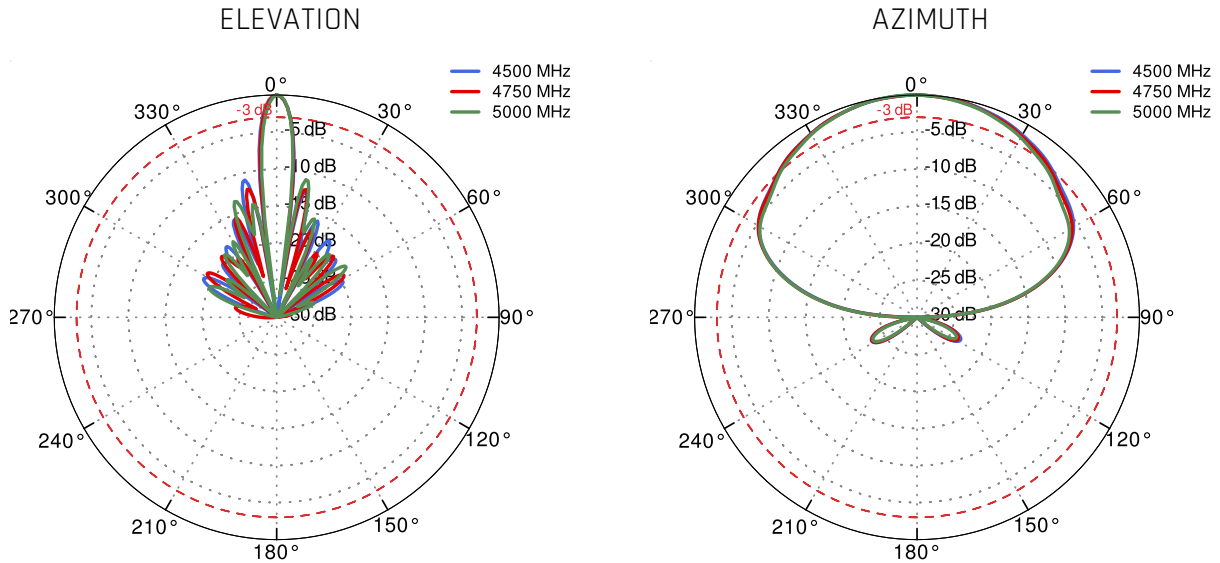 ELEVATION
4500 MHz
4750 MHz
5000 MHz
0°
330°
-3 dB
30°
-5 dB
-10 dB
300°
60°
-15 dB
-20 dB
270°
-30 dB
90°
240°
120°
210°
150°
180°
AZIMUTH
4500 MHz
4750 MHz
5000 MHz
0°
330°
-3 dB
30°
-5 dB
-10 dB
300°
60°
-15 dB
-20 dB
-25 dB
270°
-30 dB
90°
240°
120°
210°
150°
180°